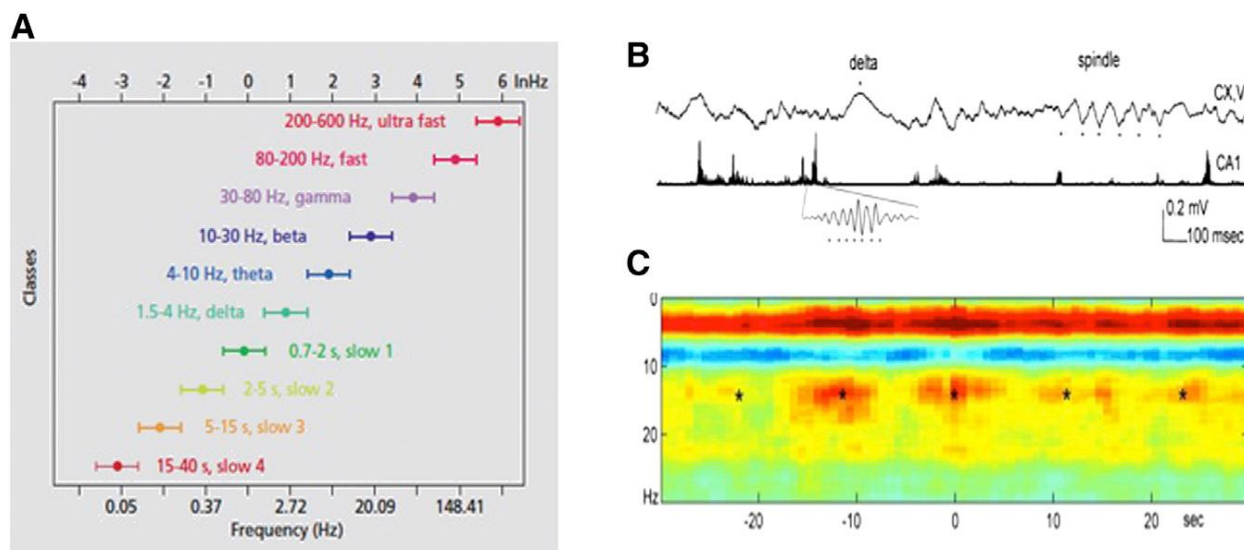 A
-4 -3 -2 -1 0 1 2 3 4 5 6 lnHz
200-600 Hz, ultra fast
80-200 Hz, fast
30-80 Hz, gamma
10-30 Hz, beta
4-10 Hz, theta
1.5-4 Hz, delta
0.7-2 s, slow 1
2-5 s, slow 2
5-15 s, slow 3
15-40 s, slow 4
Classes
0.05 0.37 2.72 20.09 148.41
Frequency (Hz)
B
delta spindle
CX,V
CA1
0.2 mV
100 msec
C
0
10
20
Hz
* * * * *
-20 -10 0 10 20 sec